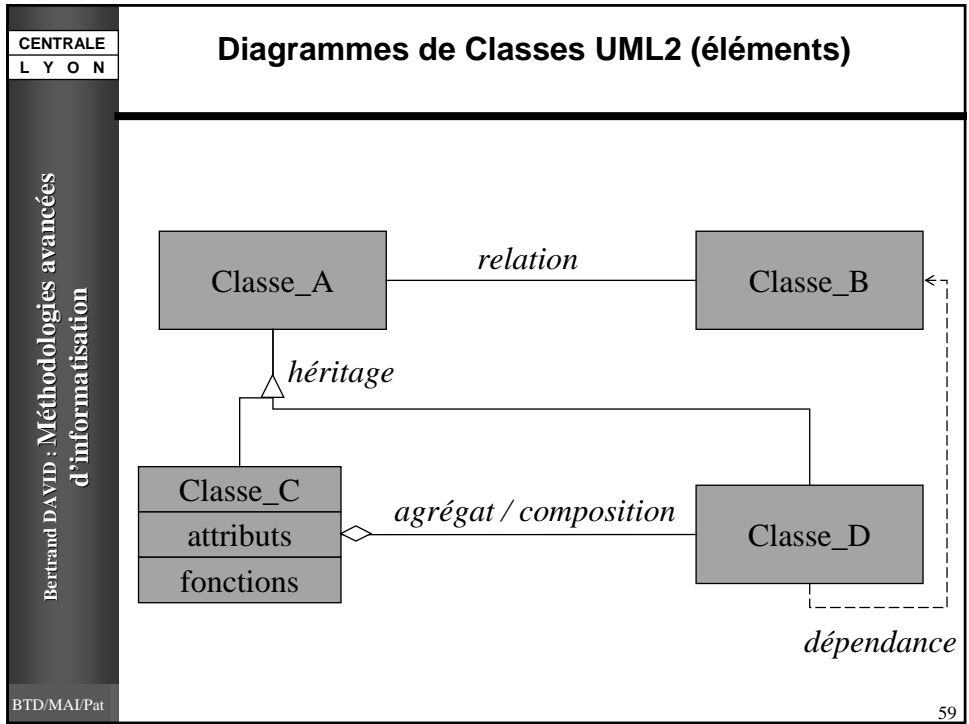 CENTRALE
L Y O N
Diagrammes de Classes UML2 (éléments)
Bertrand DAVID : Méthodologies avancées
d'informatisation
Classe_A
relation
Classe_B
héritage
Classe_C
attributs
fonctions
agrégat / composition
Classe_D
dépendance
BTD/MAI/Pat
59